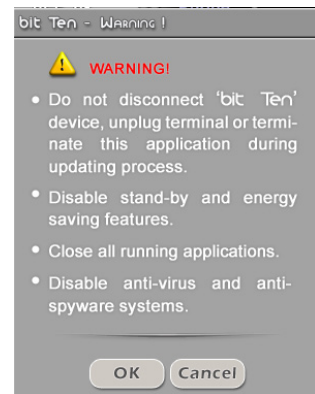 bit Ten - Warning !
WARNING!
• Do not disconnect 'bit Ten'
device, unplug terminal or termi-
nate this application during
updating process.
• Disable stand-by and energy
saving features.
• Close all running applications.
• Disable anti-virus and anti-
spyware systems.
OK Cancel